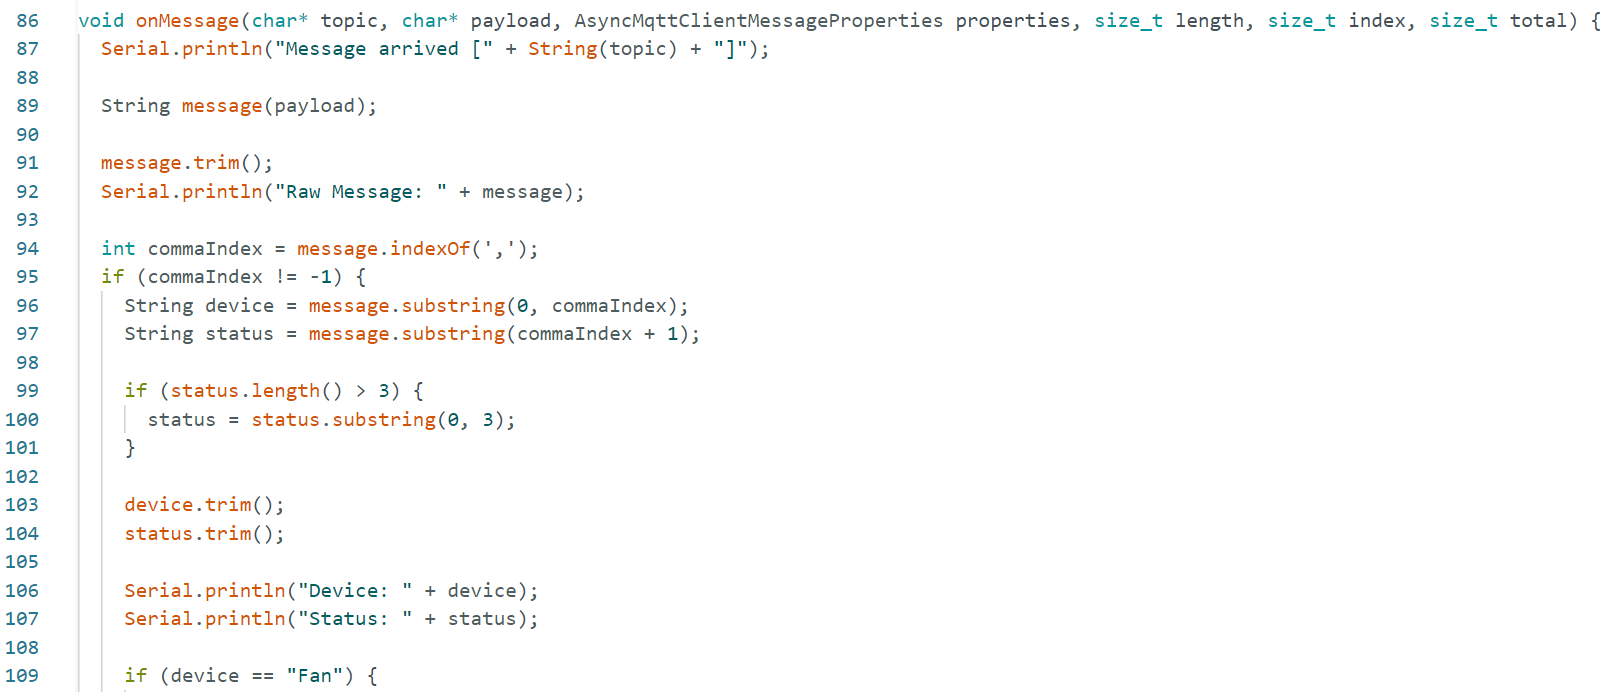 86 void onMessage(char* topic, char* payload, AsyncMqttClientMessageProperties properties, size_t length, size_t index, size_t total) {
87   Serial.println("Message arrived [" + String(topic) + "]");
88
89   String message(payload);
90
91   message.trim();
92   Serial.println("Raw Message: " + message);
93
94   int commaIndex = message.indexOf(',');
95   if (commaIndex != -1) {
96     String device = message.substring(0, commaIndex);
97     String status = message.substring(commaIndex + 1);
98
99     if (status.length() > 3) {
100       status = status.substring(0, 3);
101     }
102
103     device.trim();
104     status.trim();
105
106     Serial.println("Device: " + device);
107     Serial.println("Status: " + status);
108
109     if (device == "Fan") {